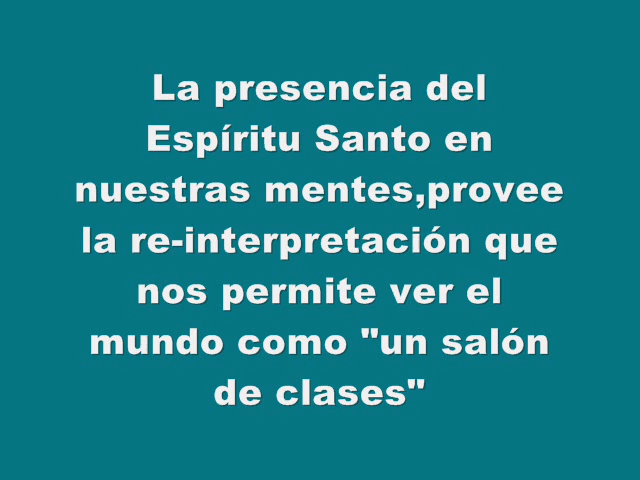 La presencia del
Espíritu Santo en
nuestras mentes,provee
la re-interpretación que
nos permite ver el
mundo como "un salón
de clases"